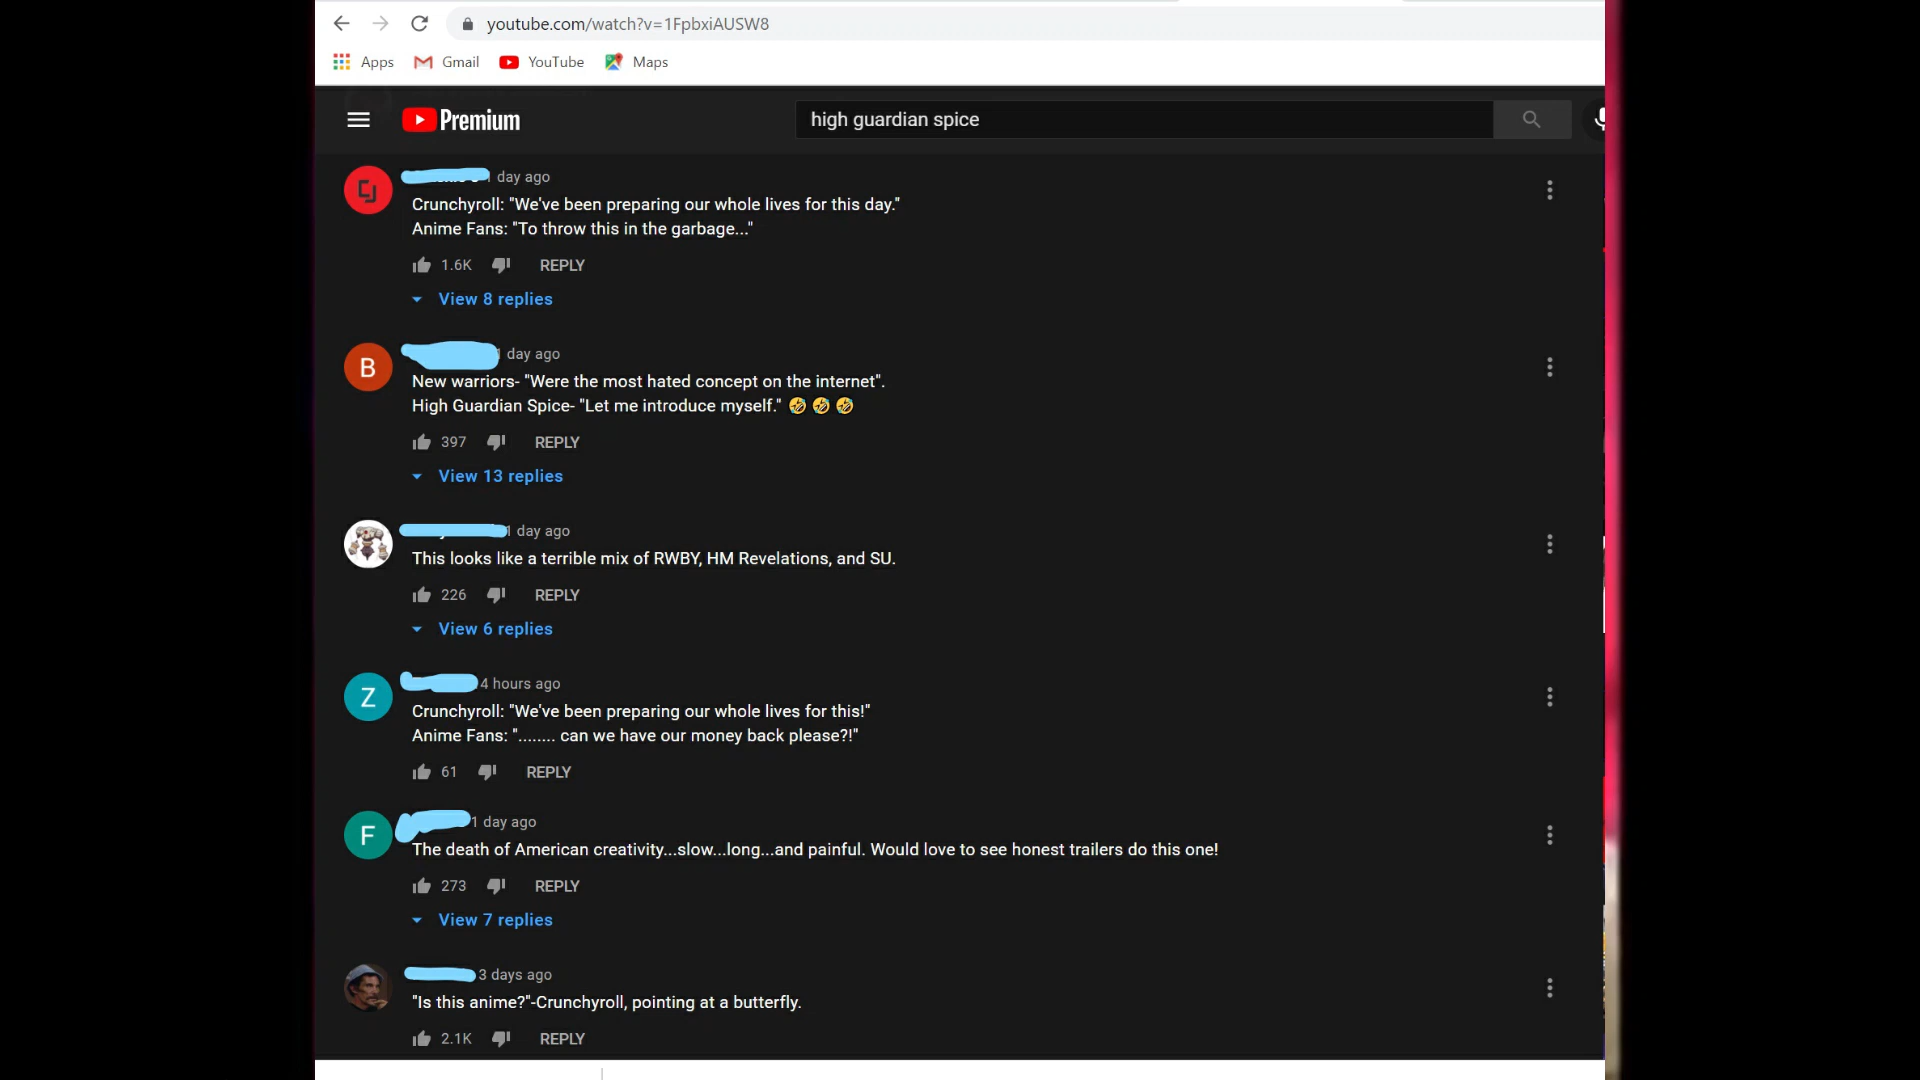 youtube.com/watch?v=1FpbxiAUSW8
Apps Gmail YouTube Maps
Premium
high guardian spice
1 day ago
Crunchyroll: "We've been preparing our whole lives for this day."
Anime Fans: "To throw this in the garbage..."
1.6K REPLY
View 8 replies
B
1 day ago
New warriors- "Were the most hated concept on the internet".
High Guardian Spice- "Let me introduce myself." 🤣 🤣 🤣
397 REPLY
View 13 replies
1 day ago
This looks like a terrible mix of RWBY, HM Revelations, and SU.
226 REPLY
View 6 replies
Z
4 hours ago
Crunchyroll: "We've been preparing our whole lives for this!"
Anime Fans: "........ can we have our money back please?!"
61 REPLY
F
1 day ago
The death of American creativity...slow...long...and painful. Would love to see honest trailers do this one!
273 REPLY
View 7 replies
3 days ago
"Is this anime?"-Crunchyroll, pointing at a butterfly.
2.1K REPLY